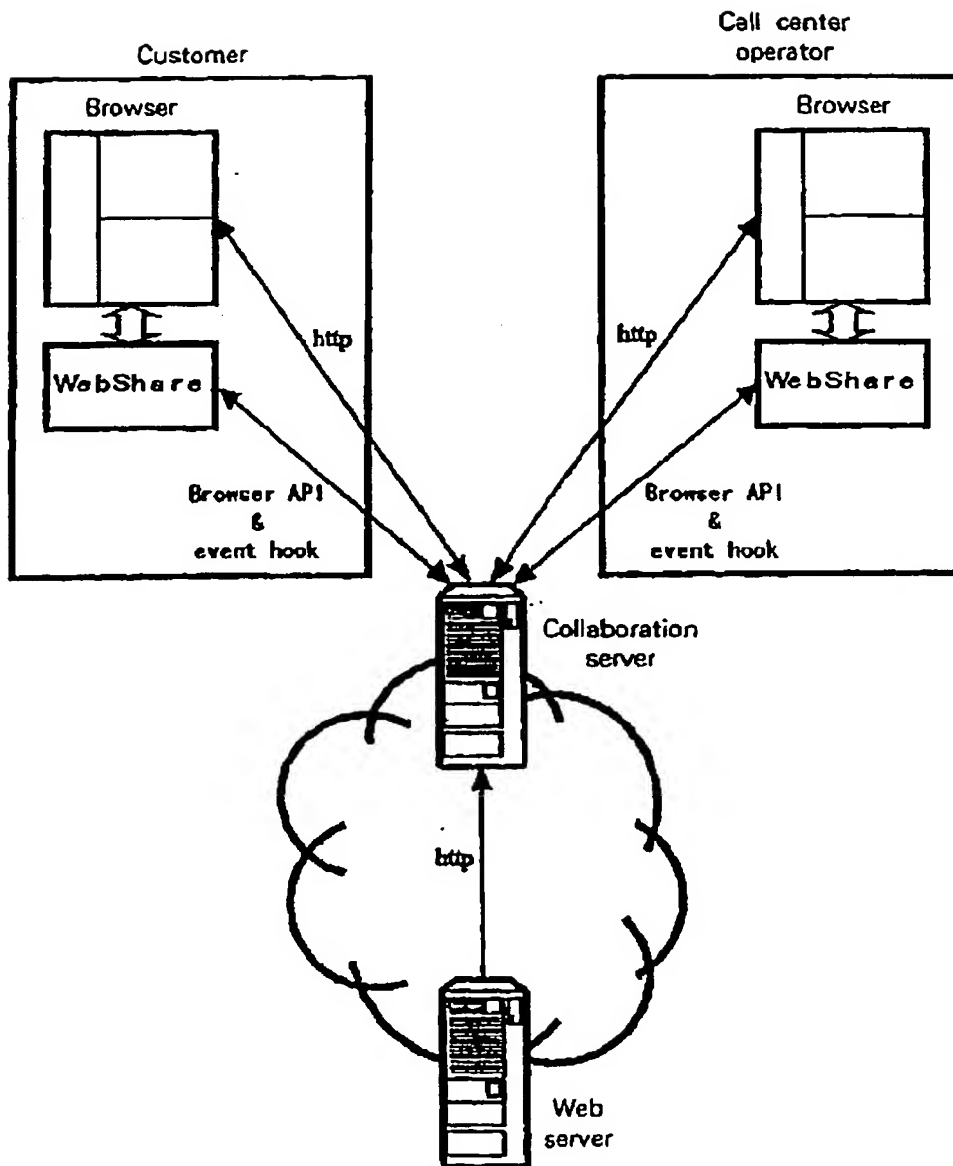 Customer
Call center
operator
Browser
Browser
http
http
WebShare
WebShare
Browser API
&
event hook
Browser API
&
event hook
Collaboration
server
http
Web
server